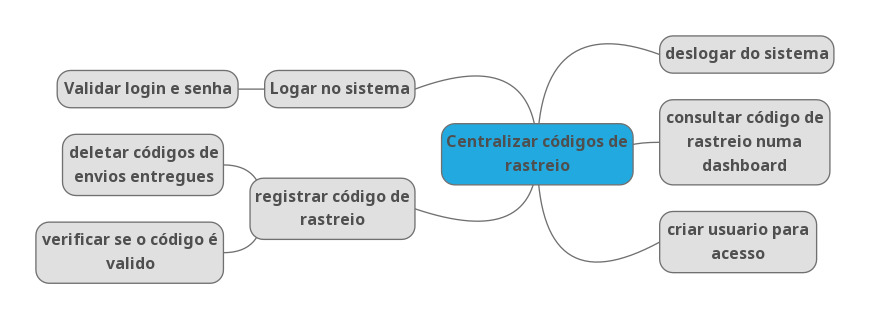 Validar login e senha
Logar no sistema
deletar códigos de
envios entregues
registrar código de
rastreio
verificar se o código é
valido
Centralizar códigos de
rastreio
deslogar do sistema
consultar código de
rastreio numa
dashboard
criar usuario para
acesso